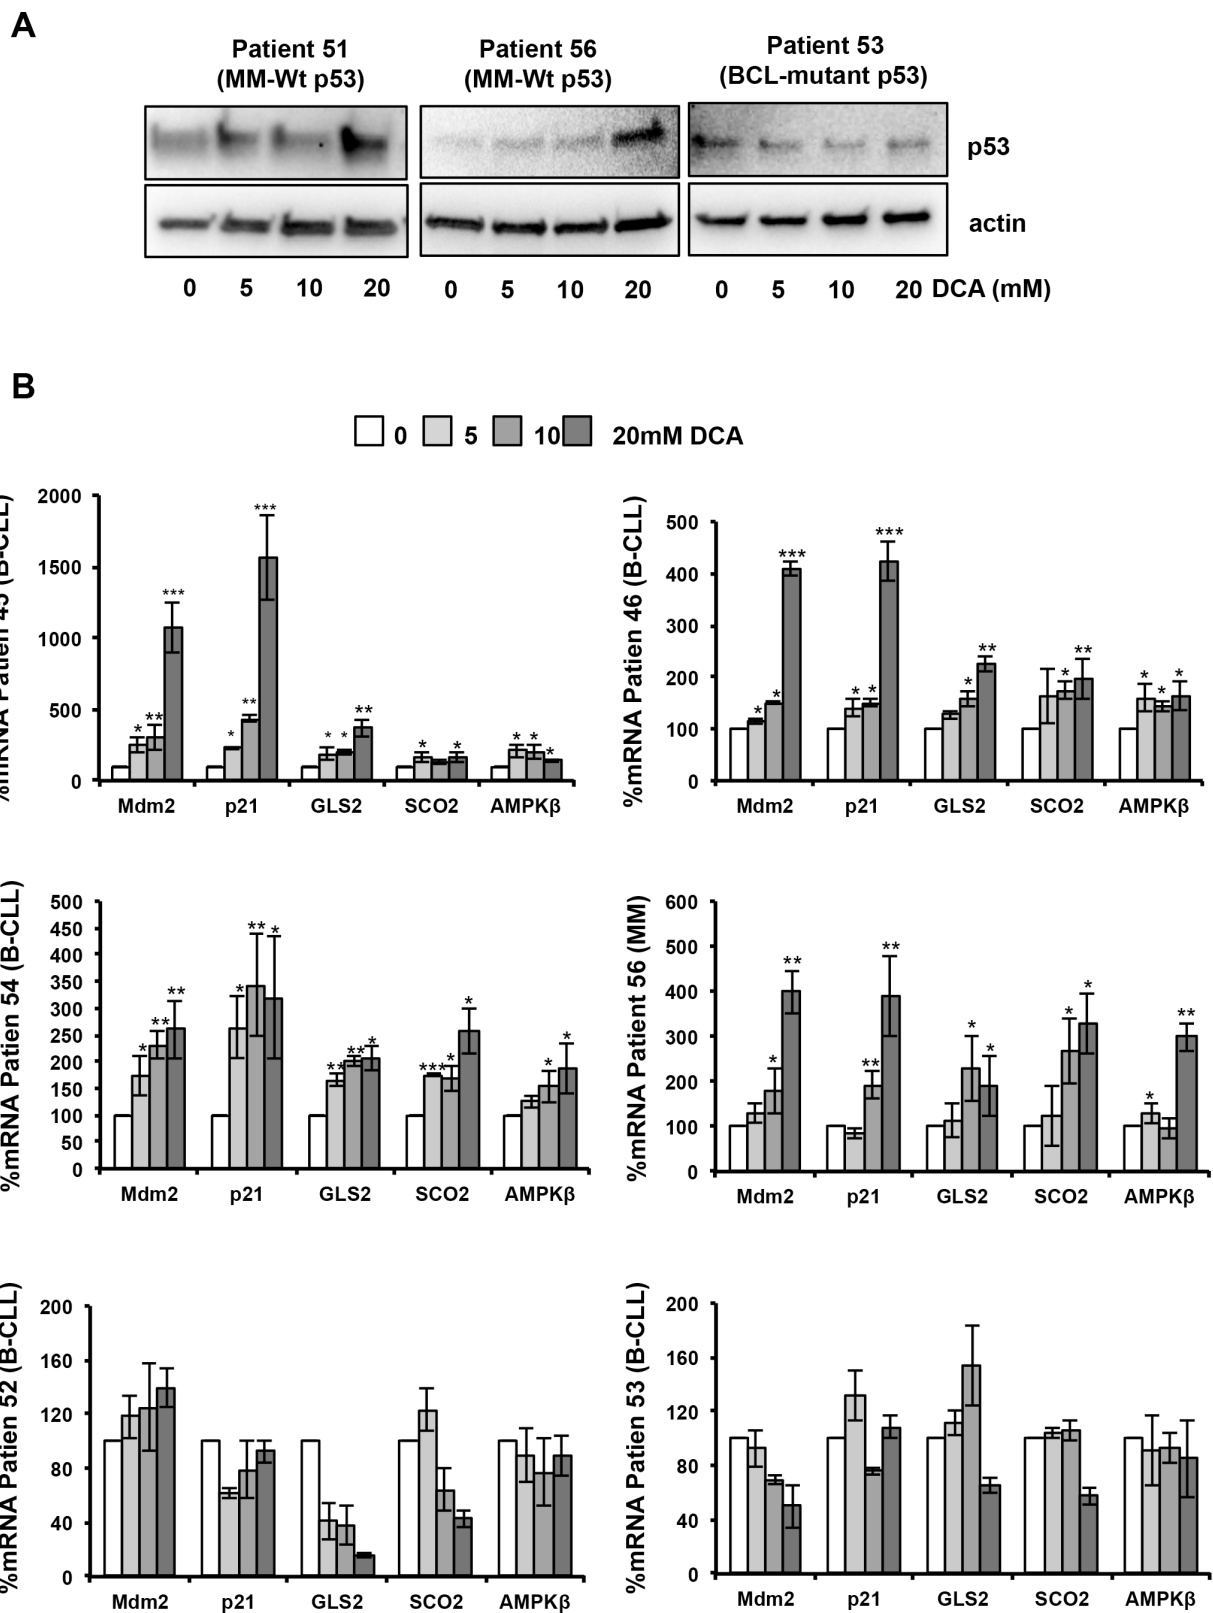 A
Patient 51
(MM-Wt p53)
Patient 56
(MM-Wt p53)
Patient 53
(BCL-mutant p53)
p53
actin
0 5 10 20
0 5 10 20
0 5 10 20 DCA (mM)
B
0 5 10 20mM DCA
%mRNA Patien 45 (B-CLL)
2000
1500
1000
500
0
* ** *** * ** *** * * ** * * * * *
Mdm2 p21 GLS2 SCO2 AMPKβ
%mRNA Patien 46 (B-CLL)
500
400
300
200
100
0
* * *** * * *** * ** * ** * * *
Mdm2 p21 GLS2 SCO2 AMPKβ
%mRNA Patien 54 (B-CLL)
500
450
400
350
300
250
200
150
100
50
0
* ** ** * ** * ** ** * *** * * * *
Mdm2 p21 GLS2 SCO2 AMPKβ
%mRNA Patient 56 (MM)
600
500
400
300
200
100
0
* ** ** ** * * * * * **
Mdm2 p21 GLS2 SCO2 AMPKβ
%mRNA Patien 52 (B-CLL)
200
160
120
80
40
0
Mdm2 p21 GLS2 SCO2 AMPKβ
%mRNA Patien 53 (B-CLL)
200
160
120
80
40
0
Mdm2 p21 GLS2 SCO2 AMPKβ